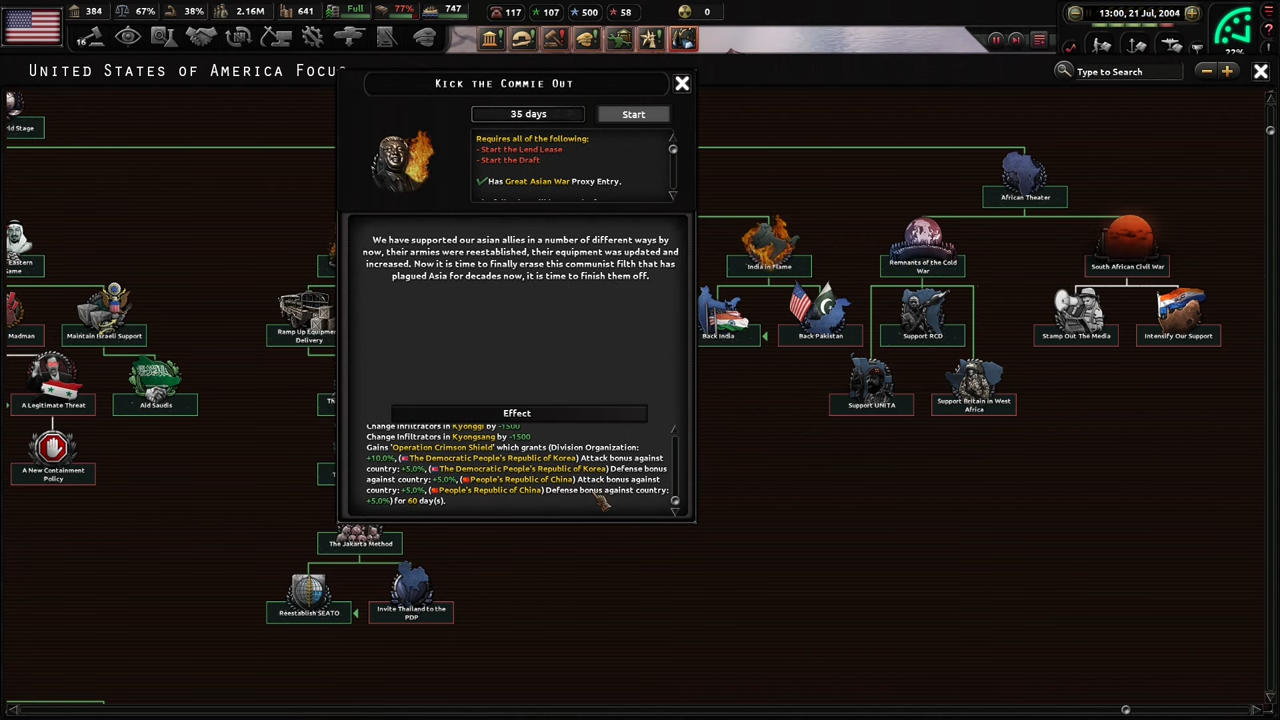 384 67% 38% 2.16M 641 Full 77% 747 117 107 500 58 0 13:00, 21 Jul, 2004
16 22%
UNITED STATES OF AMERICA FOCUS
KICK THE COMMIE OUT
Type to Search
35 days Start
Requires all of the following:
- Start the Lend Lease
- Start the Draft
Has Great Asian War Proxy Entry.
We have supported our asian allies in a number of different ways by
now, their armies were reestablished, their equipment was updated and
increased. Now it is time to finally erase this communist filth that has
plagued Asia for decades now, it is time to finish them off.
Effect
Change Infiltrators in Kyonggi by -1500
Change Infiltrators in Kyongsang by -1500
Gains 'Operation Crimson Shield' which grants (Division Organization:
+10.0%, (The Democratic People's Republic of Korea) Attack bonus against
country: +5.0%, (The Democratic People's Republic of Korea) Defense bonus
against country: +5.0%, (People's Republic of China) Attack bonus against
country: +5.0%, (People's Republic of China) Defense bonus against country:
+5.0%) for 60 day(s).
African Theater
India in Flame
Remnants of the Cold
War
South African Civil War
Madman
Maintain Israeli Support
Ramp Up Equipm
Delivery
Back India
Back Pakistan
Support RCD
Stamp Out The Media
Intensify Our Support
A Legitimate Threat
Aid Saudis
Support UNITA
Support Britain in West
Africa
A New Containment
Policy
The Jakarta Method
Reestablish SEATO
Invite Thailand to the
PDP